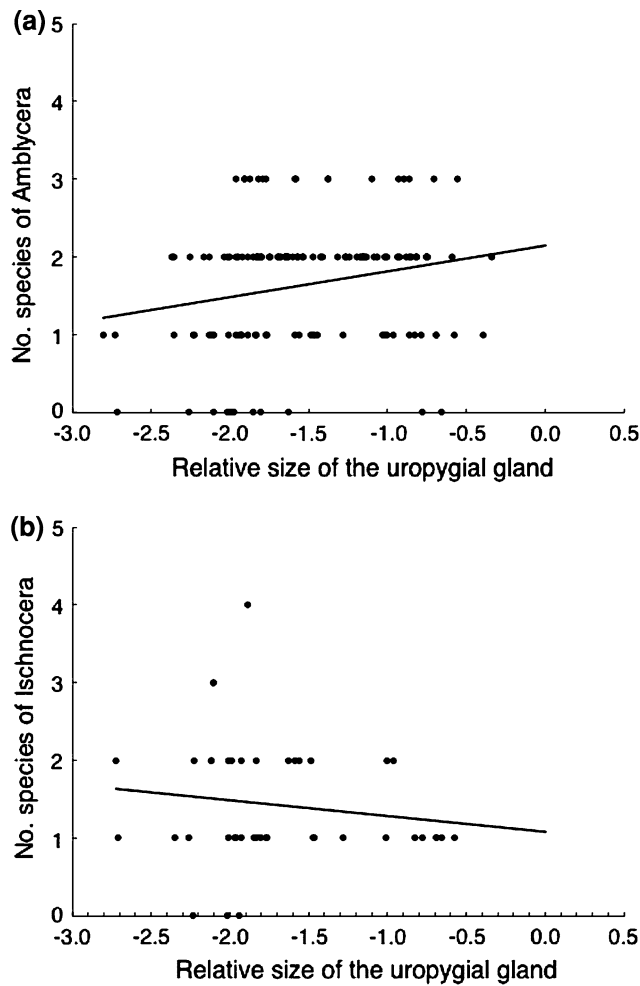 (a)
No. species of Amblycera
5
4
3
2
1
0
-3.0 -2.5 -2.0 -1.5 -1.0 -0.5 0.0 0.5
Relative size of the uropygial gland
(b)
No. species of Ischnocera
5
4
3
2
1
0
-3.0 -2.5 -2.0 -1.5 -1.0 -0.5 0.0 0.5
Relative size of the uropygial gland